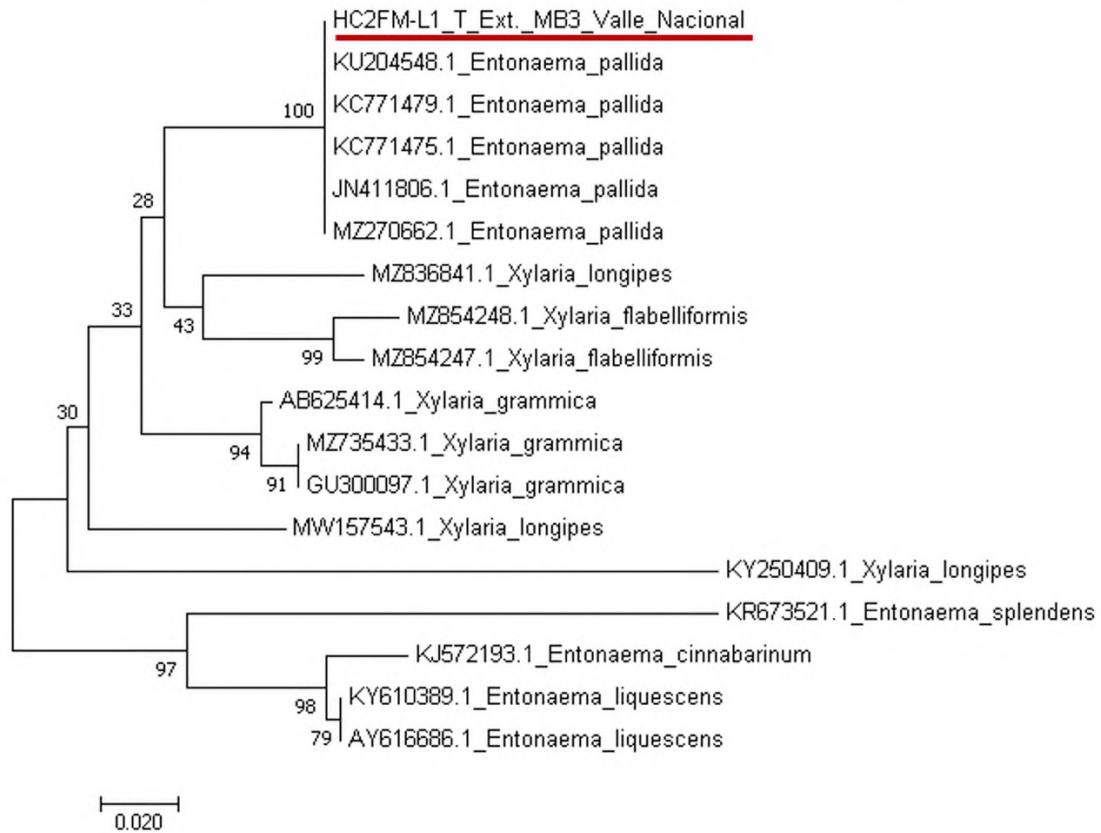 HC2FM-L1_T_Ext._MB3_Valle_Nacional
KU204548.1_Entonaema_pallida
100
KC771479.1_Entonaema_pallida
KC771475.1_Entonaema_pallida
JN411806.1_Entonaema_pallida
28
MZ270662.1_Entonaema_pallida
MZ836841.1_Xylaria_longipes
33
43
MZ854248.1_Xylaria_flabelliformis
99
MZ854247.1_Xylaria_flabelliformis
30
AB625414.1_Xylaria_grammica
94
MZ735433.1_Xylaria_grammica
91
GU300097.1_Xylaria_grammica
MW157543.1_Xylaria_longipes
KY250409.1_Xylaria_longipes
KR673521.1_Entonaema_splendens
97
KJ572193.1_Entonaema_cinnabarinum
98
KY610389.1_Entonaema_liquescens
79
AY616686.1_Entonaema_liquescens
0.020